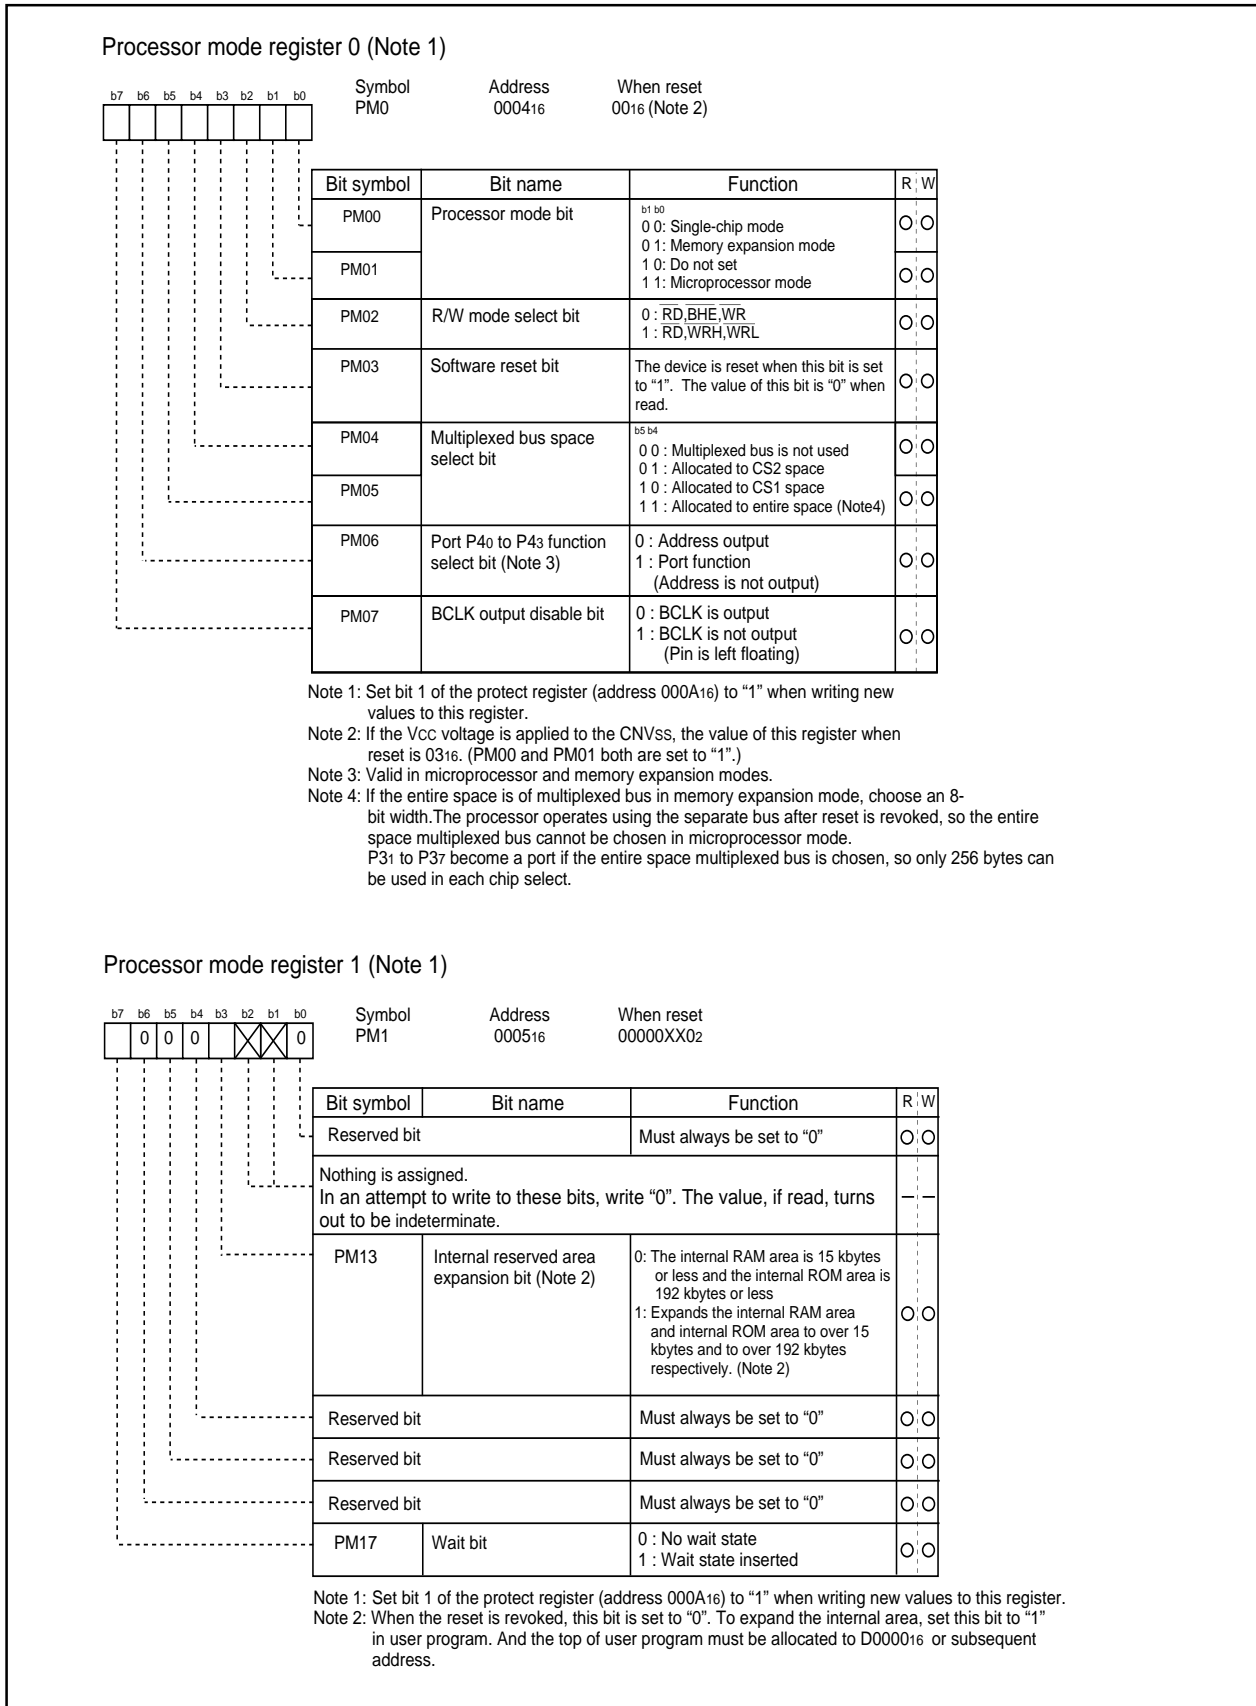 Processor mode register 0 (Note 1)
Symbol Address When reset
b7 b6 b5 b4 b3 b2 b1 b0
PM0 000416 0016 (Note 2)
Bit symbol Bit name Function R W
PM00 Processor mode bit b1 b0
0 0: Single-chip mode
0 1: Memory expansion mode
PM01 1 0: Do not set
1 1: Microprocessor mode
PM02 R/W mode select bit 0 : RD,BHE,WR
1 : RD,WRH,WRL
PM03 Software reset bit The device is reset when this bit is set
to “1”. The value of this bit is “0” when
read.
PM04 Multiplexed bus space b5 b4
select bit 0 0 : Multiplexed bus is not used
0 1 : Allocated to CS2 space
PM05 1 0 : Allocated to CS1 space
1 1 : Allocated to entire space (Note4)
PM06 Port P40 to P43 function 0 : Address output
select bit (Note 3) 1 : Port function
(Address is not output)
PM07 BCLK output disable bit 0 : BCLK is output
1 : BCLK is not output
(Pin is left floating)
Note 1: Set bit 1 of the protect register (address 000A16) to “1” when writing new
values to this register.
Note 2: If the VCC voltage is applied to the CNVSS, the value of this register when
reset is 0316. (PM00 and PM01 both are set to “1”.)
Note 3: Valid in microprocessor and memory expansion modes.
Note 4: If the entire space is of multiplexed bus in memory expansion mode, choose an 8-
bit width.The processor operates using the separate bus after reset is revoked, so the entire
space multiplexed bus cannot be chosen in microprocessor mode.
P31 to P37 become a port if the entire space multiplexed bus is chosen, so only 256 bytes can
be used in each chip select.
Processor mode register 1 (Note 1)
Symbol Address When reset
b7 b6 b5 b4 b3 b2 b1 b0
0 0 0 0 PM1 000516 00000XX02
Bit symbol Bit name Function R W
Reserved bit Must always be set to “0”
Nothing is assigned.
In an attempt to write to these bits, write “0”. The value, if read, turns
out to be indeterminate.
PM13 Internal reserved area 0: The internal RAM area is 15 kbytes
expansion bit (Note 2) or less and the internal ROM area is
192 kbytes or less
1: Expands the internal RAM area
and internal ROM area to over 15
kbytes and to over 192 kbytes
respectively. (Note 2)
Reserved bit Must always be set to “0”
Reserved bit Must always be set to “0”
Reserved bit Must always be set to “0”
PM17 Wait bit 0 : No wait state
1 : Wait state inserted
Note 1: Set bit 1 of the protect register (address 000A16) to “1” when writing new values to this register.
Note 2: When the reset is revoked, this bit is set to “0”. To expand the internal area, set this bit to “1”
in user program. And the top of user program must be allocated to D000016 or subsequent
address.